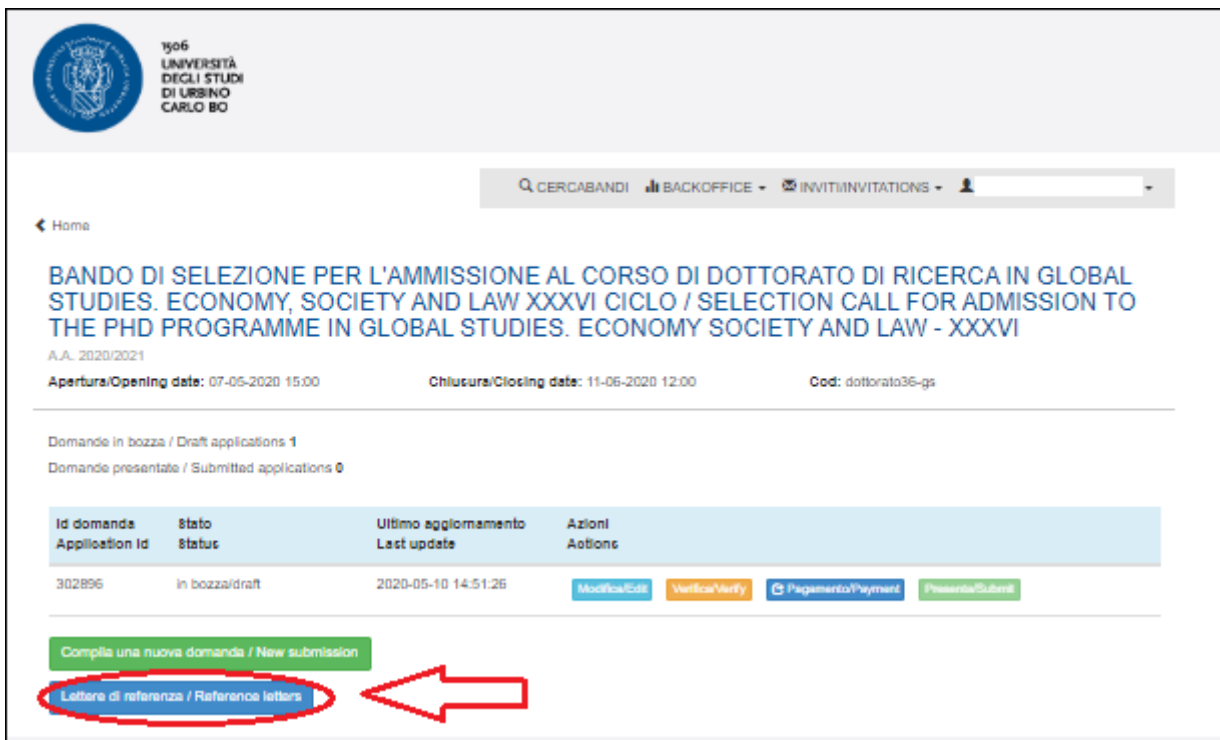 1506
UNIVERSITÀ
DEGLI STUDI
DI URBINO
CARLO BO
CERCABANDI BACKOFFICE INVITI/INVITATIONS
Home
BANDO DI SELEZIONE PER L'AMMISSIONE AL CORSO DI DOTTORATO DI RICERCA IN GLOBAL
STUDIES. ECONOMY, SOCIETY AND LAW XXXVI CICLO / SELECTION CALL FOR ADMISSION TO
THE PHD PROGRAMME IN GLOBAL STUDIES. ECONOMY SOCIETY AND LAW - XXXVI
A.A. 2020/2021
Apertura/Opening date: 07-05-2020 15:00 Chiusura/Closing date: 11-06-2020 12:00 Cod: dottorato36-gs
Domande in bozza / Draft applications 1
Domande presentate / Submitted applications 0
Id domanda Stato Ultimo aggiornamento Azioni
Application Id Status Last update Actions
302896 in bozza/draft 2020-05-10 14:51:26 Modifica/Edit Verifica/Verify Pagamento/Payment Presenta/Submit
Compila una nuova domanda / New submission
Lettere di referenza / Reference letters